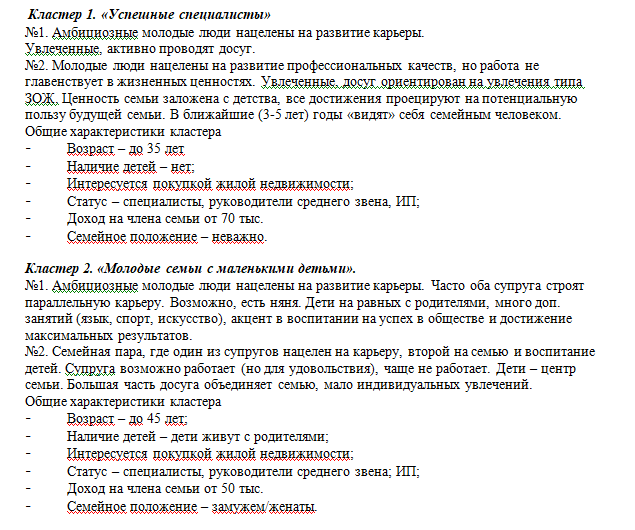 Кластер 1. «Успешные специалисты»
№1. Амбициозные молодые люди нацелены на развитие карьеры.
Увлеченные, активно проводят досуг.
№2. Молодые люди нацелены на развитие профессиональных качеств, но работа не
главенствует в жизненных ценностях. Увлеченные, досуг ориентирован на увлечения типа
ЗОЖ. Ценность семьи заложена с детства, все достижения проецируют на потенциальную
пользу будущей семьи. В ближайшие (3-5 лет) годы «видят» себя семейным человеком.
Общие характеристики кластера
- Возраст – до 35 лет
- Наличие детей – нет;
- Интересуется покупкой жилой недвижимости;
- Статус – специалисты, руководители среднего звена, ИП;
- Доход на члена семьи от 70 тыс.
- Семейное положение – неважно.
Кластер 2. «Молодые семьи с маленькими детьми».
№1. Амбициозные молодые люди нацелены на развитие карьеры. Часто оба супруга строят
параллельную карьеру. Возможно, есть няня. Дети на равных с родителями, много доп.
занятий (язык, спорт, искусство), акцент в воспитании на успех в обществе и достижение
максимальных результатов.
№2. Семейная пара, где один из супругов нацелен на карьеру, второй на семью и воспитание
детей. Супруга возможно работает (но для удовольствия), чаще не работает. Дети – центр
семьи. Большая часть досуга объединяет семью, мало индивидуальных увлечений.
Общие характеристики кластера
- Возраст – до 45 лет;
- Наличие детей – дети живут с родителями;
- Интересуется покупкой жилой недвижимости;
- Статус – специалисты, руководители среднего звена; ИП;
- Доход на члена семьи от 50 тыс.
- Семейное положение – замужем/женаты.